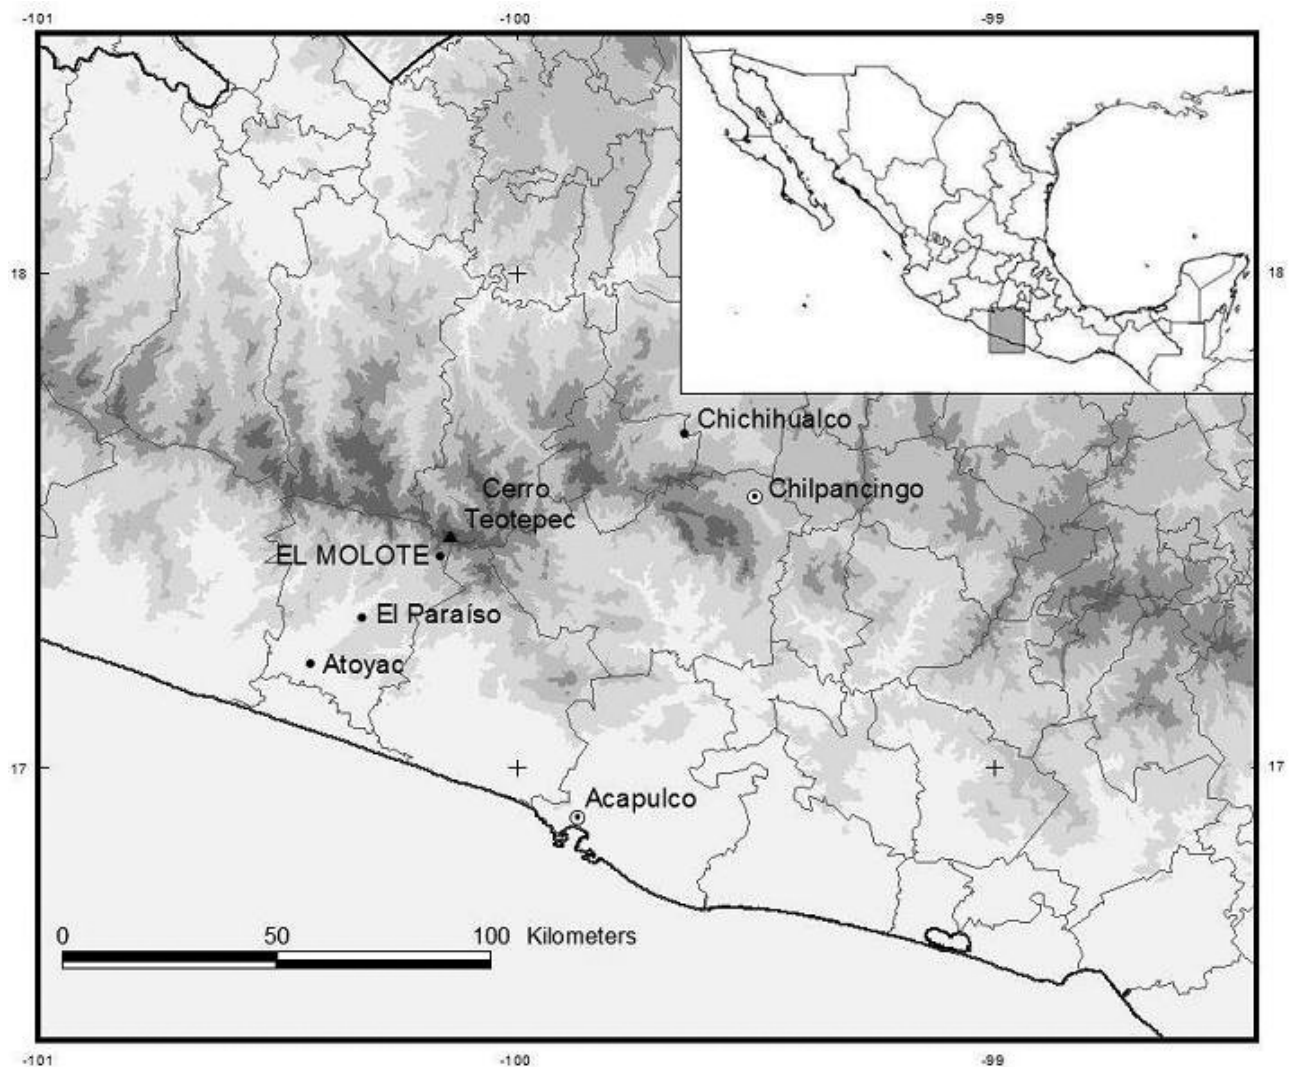 -101
-100
-99
18
18
Chichihualco
Chilpancingo
Cerro
Teotepec
EL MOLOTE
El Paraíso
Atoyac
17
17
Acapulco
0 50 100 Kilometers
-101
-100
-99